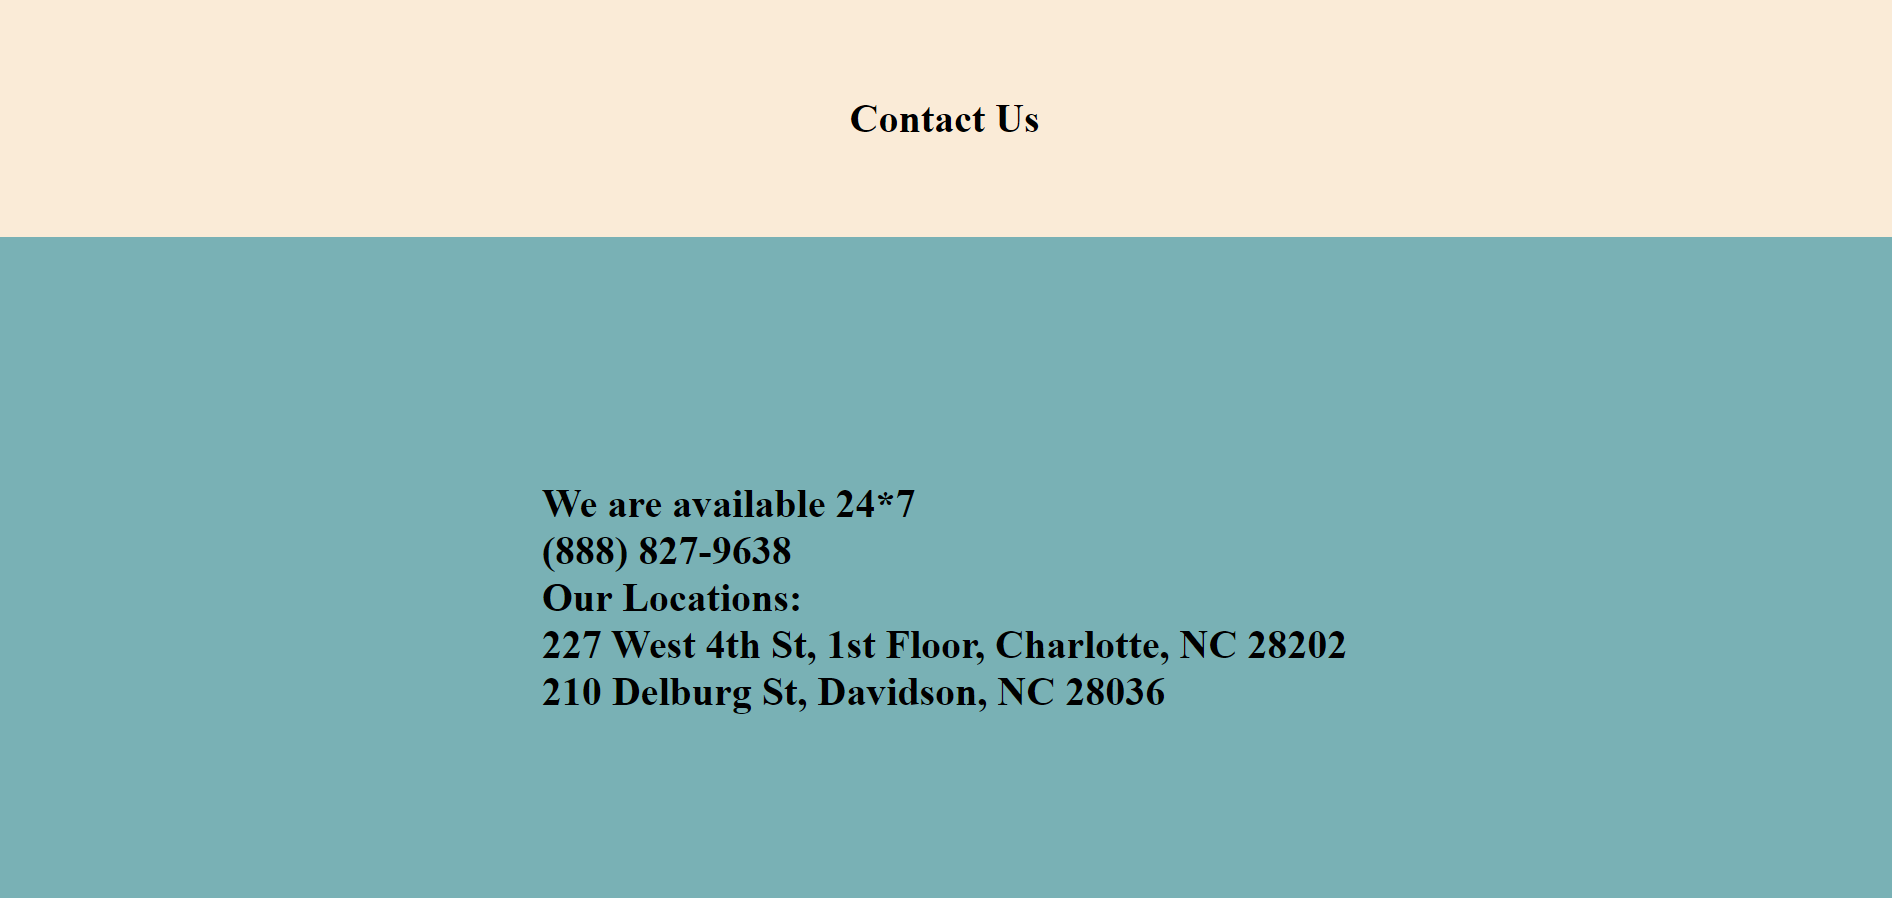 Contact Us
We are available 24*7
(888) 827-9638
Our Locations:
227 West 4th St, 1st Floor, Charlotte, NC 28202
210 Delburg St, Davidson, NC 28036